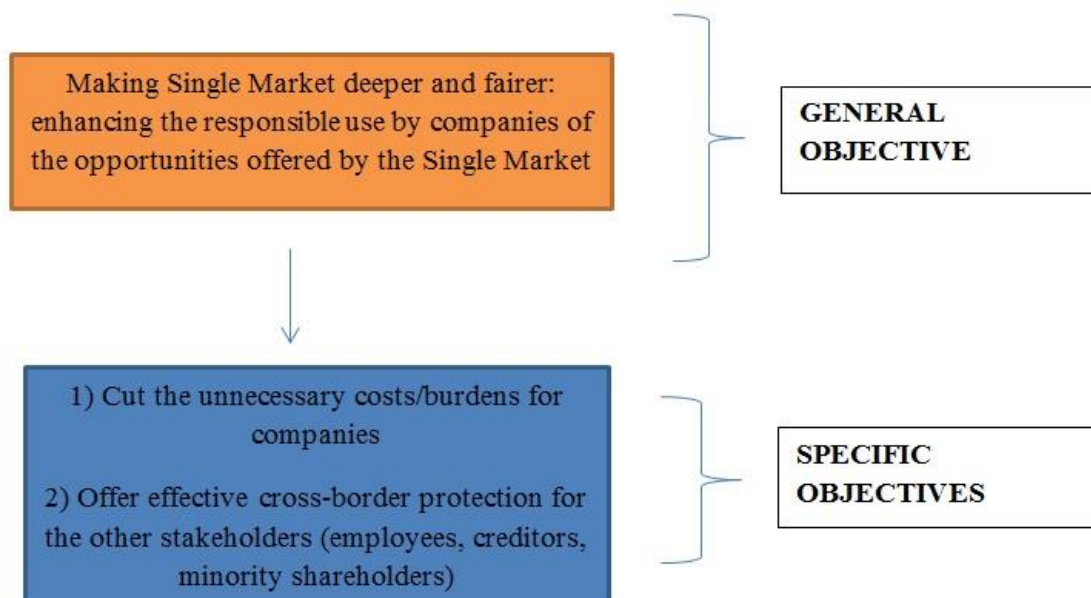 Making Single Market deeper and fairer:
enhancing the responsible use by companies of
the opportunities offered by the Single Market
GENERAL
OBJECTIVE
1) Cut the unnecessary costs/burdens for
companies
2) Offer effective cross-border protection for
the other stakeholders (employees, creditors,
minority shareholders)
SPECIFIC
OBJECTIVES